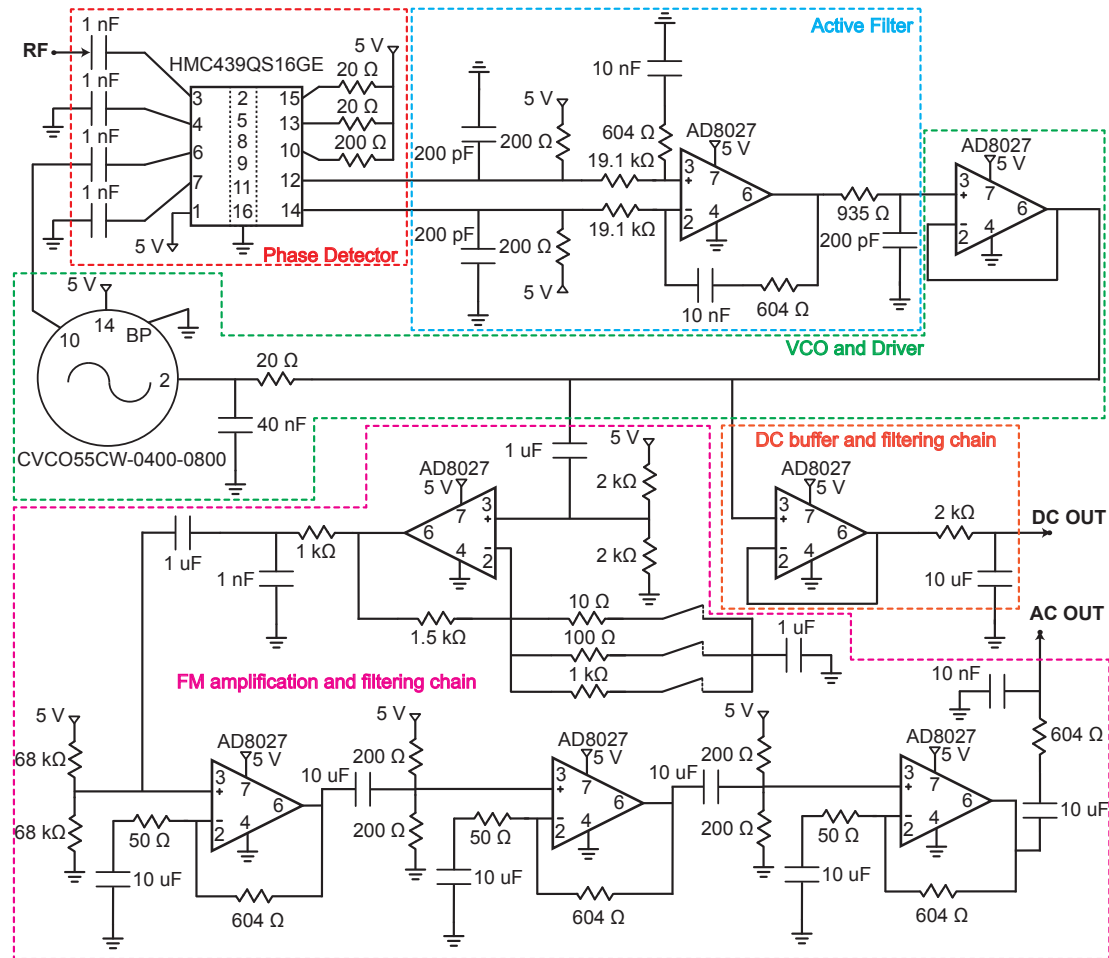 Active Filter
1 nF
RF
HMC439QS16GE
5 V
1 nF
20 Ω
3
2
15
4
5
13
20 Ω
1 nF
8
200 Ω
6
9
10
7
11
12
1 nF
1
16
14
5 V
Phase Detector
10 nF
5 V
604 Ω
AD8027
5 V
200 pF
200 Ω
19.1 kΩ
3
+
7
6
−
2
4
200 pF
200 Ω
19.1 kΩ
5 V
10 nF
604 Ω
935 Ω
200 pF
AD8027
5 V
3
+
7
6
−
2
4
VCO and Driver
5 V
14
BP
10
2
20 Ω
40 nF
CVCO55CW-0400-0800
DC buffer and filtering chain
1 uF
5 V
2 kΩ
2 kΩ
AD8027
5 V
7
3
+
6
−
4
2
1 kΩ
1 uF
1 nF
1.5 kΩ
10 Ω
100 Ω
1 kΩ
1 uF
AD8027
5 V
3
+
7
6
−
2
4
2 kΩ
DC OUT
10 uF
AC OUT
FM amplification and filtering chain
10 nF
604 Ω
10 uF
5 V
68 kΩ
68 kΩ
AD8027
5 V
3
+
7
6
−
2
4
50 Ω
10 uF
604 Ω
10 uF
5 V
200 Ω
200 Ω
AD8027
5 V
3
+
7
6
−
2
4
50 Ω
10 uF
604 Ω
10 uF
5 V
200 Ω
200 Ω
AD8027
5 V
3
+
7
6
−
2
4
50 Ω
10 uF
604 Ω